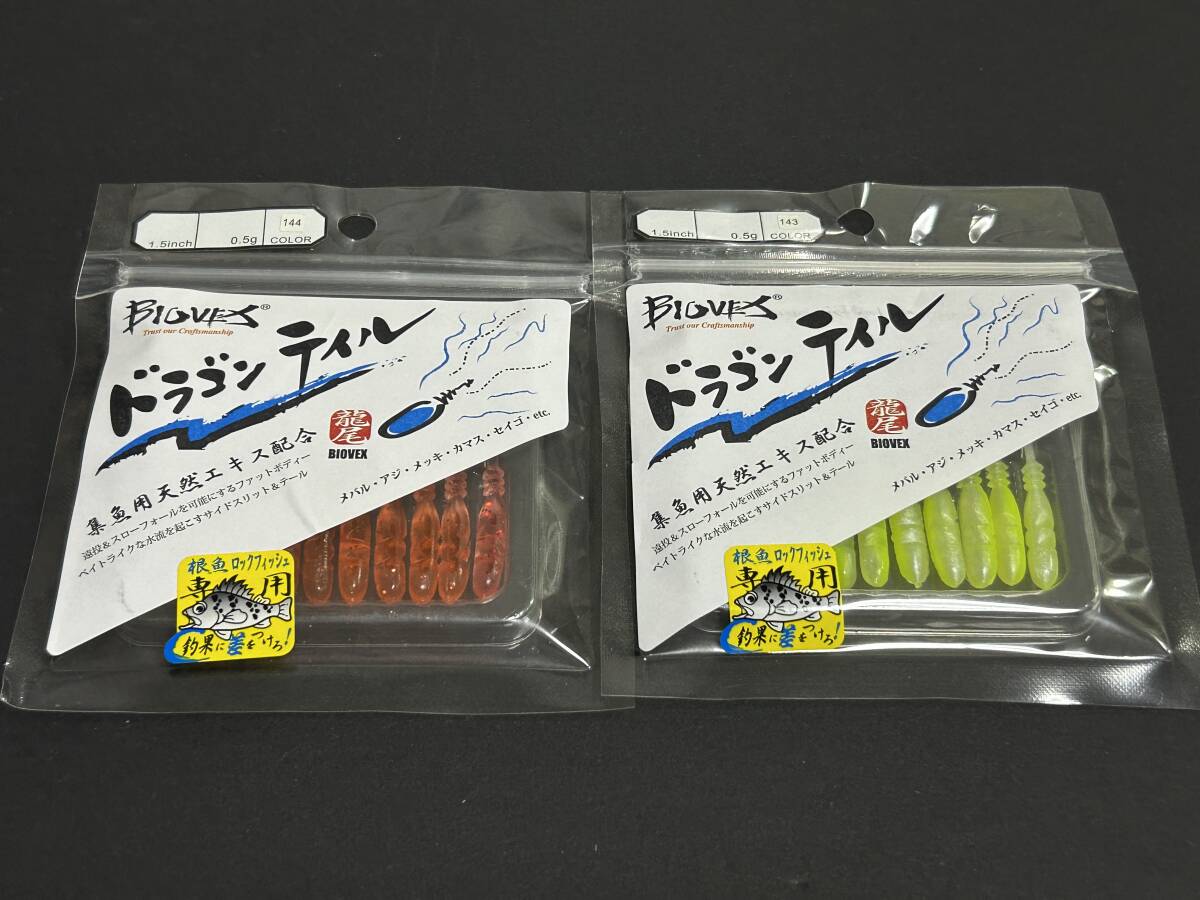 144
1.5inch 0.5g COLOR
BIOVEX®
Trust our Craftsmanship
ドラゴンテイル
龍尾
BIOVEX
集魚用天然エキス配合
遠投&スローフォールを可能にするファットボディー
ベイトライクな水流を起こすサイドスリット&テール
メバル・アジ・メッキ・カマス・セイゴ・etc.
根魚ロックフィッシュ
専用
釣果に差をつけろ!
143
1.5inch 0.5g COLOR
BIOVEX®
Trust our Craftsmanship
ドラゴンテイル
龍尾
BIOVEX
集魚用天然エキス配合
遠投&スローフォールを可能にするファットボディー
ベイトライクな水流を起こすサイドスリット&テール
メバル・アジ・メッキ・カマス・セイゴ・etc.
根魚ロックフィッシュ
専用
釣果に差をつけろ!